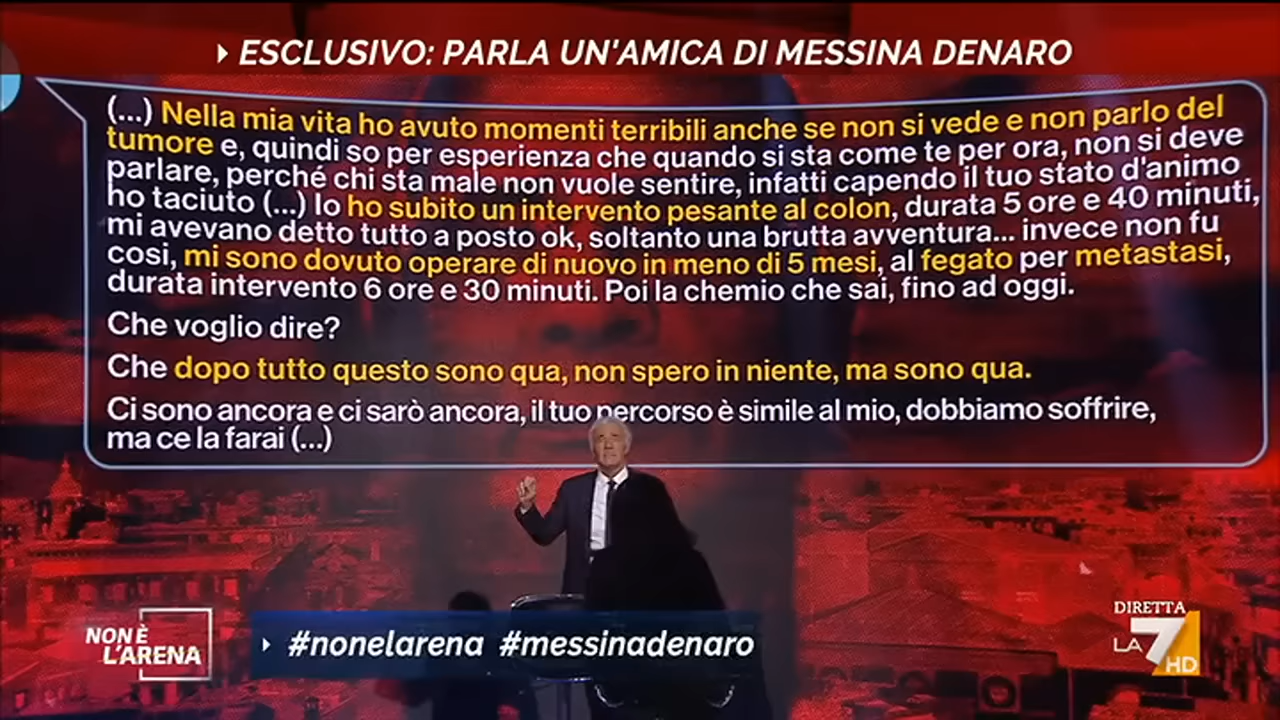 ESCLUSIVO: PARLA UN'AMICA DI MESSINA DENARO
(...) Nella mia vita ho avuto momenti terribili anche se non si vede e non parlo del
tumore e, quindi so per esperienza che quando si sta come te per ora, non si deve
parlare, perché chi sta male non vuole sentire, infatti capendo il tuo stato d'animo
ho taciuto (...) Io ho subito un intervento pesante al colon, durata 5 ore e 40 minuti,
mi avevano detto tutto a posto ok, soltanto una brutta avventura... invece non fu
cosi, mi sono dovuto operare di nuovo in meno di 5 mesi, al fegato per metastasi,
durata intervento 6 ore e 30 minuti. Poi la chemio che sai, fino ad oggi.
Che voglio dire?
Che dopo tutto questo sono qua, non spero in niente, ma sono qua.
Ci sono ancora e ci sarò ancora, il tuo percorso è simile al mio, dobbiamo soffrire,
ma ce la farai (...)
NON È
L'ARENA
#nonelarena #messinadenaro
DIRETTA
LA 7
HD